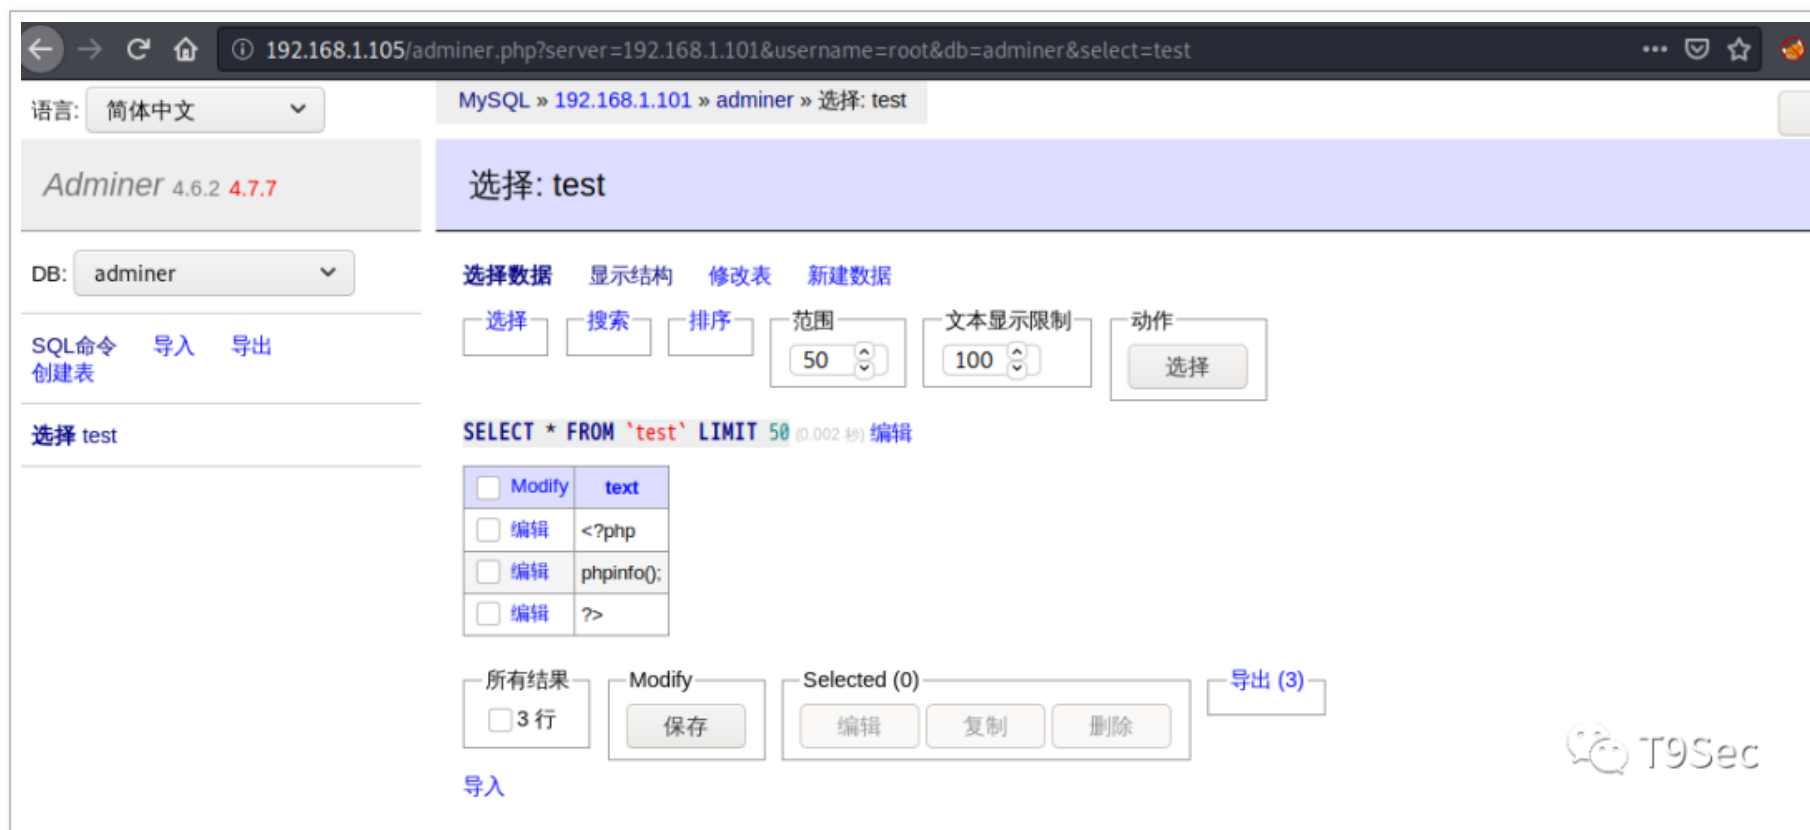 192.168.1.105/adminer.php?server=192.168.1.101&username=root&db=adminer&select=test
语言: 简体中文
MySQL » 192.168.1.101 » adminer » 选择: test
Adminer 4.6.2 4.7.7
选择: test
DB: adminer
选择数据 显示结构 修改表 新建数据
选择 搜索 排序 范围 文本显示限制 动作
50 100 选择
SQL命令 导入 导出
创建表
选择 test
SELECT * FROM `test` LIMIT 50 (0.002 秒) 编辑
Modify text
编辑 <?php
编辑 phpinfo();
编辑 ?>
所有结果 Modify Selected (0) 导出 (3)
3 行 保存 编辑 复制 删除
导入
T9Sec